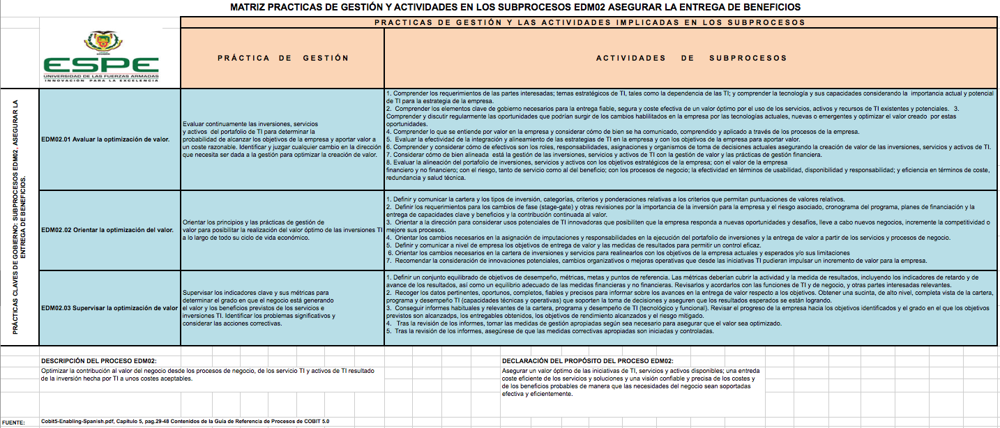 MATRIZ PRACTICAS DE GESTIÓN Y ACTIVIDADES EN LOS SUBPROCESOS EDM02 ASEGURAR LA ENTREGA DE BENEFICIOS
PRACTICAS DE GESTIÓN Y LAS ACTIVIDADES IMPLICADAS EN LOS SUBPROCESOS
ESPE
UNIVERSIDAD DE LAS FUERZAS ARMADAS
INNOVACIÓN PARA LA EXCELENCIA
PRÁCTICA DE GESTIÓN
ACTIVIDADES DE SUBPROCESOS
PRÁCTICAS CLAVES DE GOBIERNO: SUBPROCESOS EDM02. ASEGURAR LA
ENTREGA DE BENEFICIOS.
EDM02.01 Avaluar la optimización de valor.
Evaluar continuamente las inversiones, servicios
y activos del portafolio de TI para determinar la
probabilidad de alcanzar los objetivos de la empresa y aportar valor a
un coste razonable. Identificar y juzgar cualquier cambio en la dirección
que necesita ser dada a la gestión para optimizar la creación de valor.
1. Comprender los requerimientos de las partes interesadas; temas estratégicos de TI, tales como la dependencia de las TI; y comprender la tecnología y sus capacidades considerando la importancia actual y potencial
de TI para la estrategia de la empresa.
2. Comprender los elementos clave de gobierno necesarios para la entrega fiable, segura y coste efectiva de un valor óptimo por el uso de los servicios, activos y recursos de TI existentes y potenciales. 3.
Comprender y discutir regularmente las oportunidades que podrían surgir de los cambios hablilitados en la empresa por las tecnologías actuales, nuevas o emergentes y optimizar el valor creado por estas
oportunidades.
4. Comprender lo que se entiende por valor en la empresa y considerar cómo de bien se ha comunicado, comprendido y aplicado a través de los procesos de la empresa.
5. Evaluar la efectividad de la integración y alineamiento de las estrategias de TI en la empresa y con los objetivos de la empresa para aportar valor.
6. Comprender y considerar cómo de efectivos son los roles, responsabilidades, asignaciones y organismos de toma de decisiones actuales asegurando la creación de valor de las inversiones, servicios y activos de TI.
7. Considerar cómo de bien alineada está la gestión de las inversiones, servicios y activos de TI con la gestión de valor y las prácticas de gestión financiera.
8. Evaluar la alineación del portafolio de inversiones, servicios y activos con los objetivos estratégicos de la empresa; con el valor de la empresa
financiero y no financiero; con el riesgo, tanto de servicio como al del beneficio; con los procesos de negocio; la efectividad en términos de usabilidad, disponibilidad y responsabilidad; y eficiencia en términos de coste,
redundancia y salud técnica.
EDM02.02 Orientar la optimización del valor.
Orientar los principios y las prácticas de gestión de
valor para posibilitar la realización del valor óptimo de las inversiones TI
a lo largo de todo su ciclo de vida económico.
1. Definir y comunicar la cartera y los tipos de inversión, categorías, criterios y ponderaciones relativas a los criterios que permitan puntuaciones de valores relativos.
2. Definir los requerimientos para los cambios de fase (stage-gate) y otras revisiones por la importancia de la inversión para la empresa y el riesgo asociado, cronograma del programa, planes de financiación y la
entrega de capacidades clave y beneficios y la contribución continuada al valor.
3. Orientar a la dirección para considerar usos potenciales de TI innovadoras que posibiliten que la empresa responda a nuevas oportunidades y desafíos, lleve a cabo nuevos negocios, incremente la competitividad o
mejore sus procesos.
4. Orientar los cambios necesarios en la asignación de imputaciones y responsabilidades en la ejecución del portafolio de inversiones y la entrega de valor a partir de los servicios y procesos de negocio.
5. Definir y comunicar a nivel de empresa los objetivos de entrega de valor y las medidas de resultados para permitir un control eficaz.
6. Orientar los cambios necesarios en la cartera de inversiones y servicios para realinearlos con los objetivos de la empresa actuales y esperados y/o sus limitaciones
7. Recomendar la consideración de innovaciones potenciales, cambios organizativos o mejoras operativas que desde las iniciativas TI pudieran impulsar un incremento de valor para la empresa.
EDM02.03 Supervisar la optimización de valor
Supervisar los indicadores clave y sus métricas para
determinar el grado en que el negocio está generando
el valor y los beneficios previstos de los servicios e
inversiones TI. Identificar los problemas significativos y
considerar las acciones correctivas.
1. Definir un conjunto equilibrado de objetivos de desempeño, métricas, metas y puntos de referencia. Las métricas deberían cubrir la actividad y la medida de resultados, incluyendo los indicadores de retardo y de
avance de los resultados, así como un equilibrio adecuado de las medidas financieras y no financieras. Revisarlos y acordarlos con las funciones de TI y de negocio, y otras partes interesadas relevantes.
2. Recoger los datos pertinentes, oportunos, completos, fiables y precisos para informar sobre los avances en la entrega de valor respecto a los objetivos. Obtener una sucinta, de alto nivel, completa vista de la cartera,
programa y desempeño TI (capacidades técnicas y operativas) que soporten la toma de decisiones y aseguren que los resultados esperados se están logrando.
3. Conseguir informes habituales y relevantes de la cartera, programa y desempeño de TI (tecnológico y funcional). Revisar el progreso de la empresa hacia los objetivos identificados y el grado en el que los objetivos
previstos son alcanzadps, los entregables obtenidos, los objetivos de rendimiento alcanzados y el riesgo mitigado.
4. Tras la revisión de los informes, tomar las medidas de gestión apropiadas según sea necesario para asegurar que el valor sea optimizado.
5. Tras la revisión de los informes, asegúrese de que las medidas correctivas apropiadas son iniciadas y controladas.
DESCRIPCIÓN DEL PROCESO EDM02:
Optimizar la contribución al valor del negocio desde los procesos de negocio, de los servicio TI y activos de TI resultado
de la inversión hecha por TI a unos costes aceptables.
DECLARACIÓN DEL PROPÓSITO DEL PROCESO EDM02:
Asegurar un valor óptimo de las iniciativas de TI, servicios y activos disponibles; una entreda
coste eficiente de los servicios y soluciones y una visión confiable y precisa de los costes y
de los beneficios probables de manera que las necesidades del negocio sean soportadas
efectiva y eficientemente.
FUENTE:
Cobit5-Enabling-Spanish.pdf, Capítulo 5, pag.29-48 Contenidos de la Guía de Referencia de Procesos de COBIT 5.0